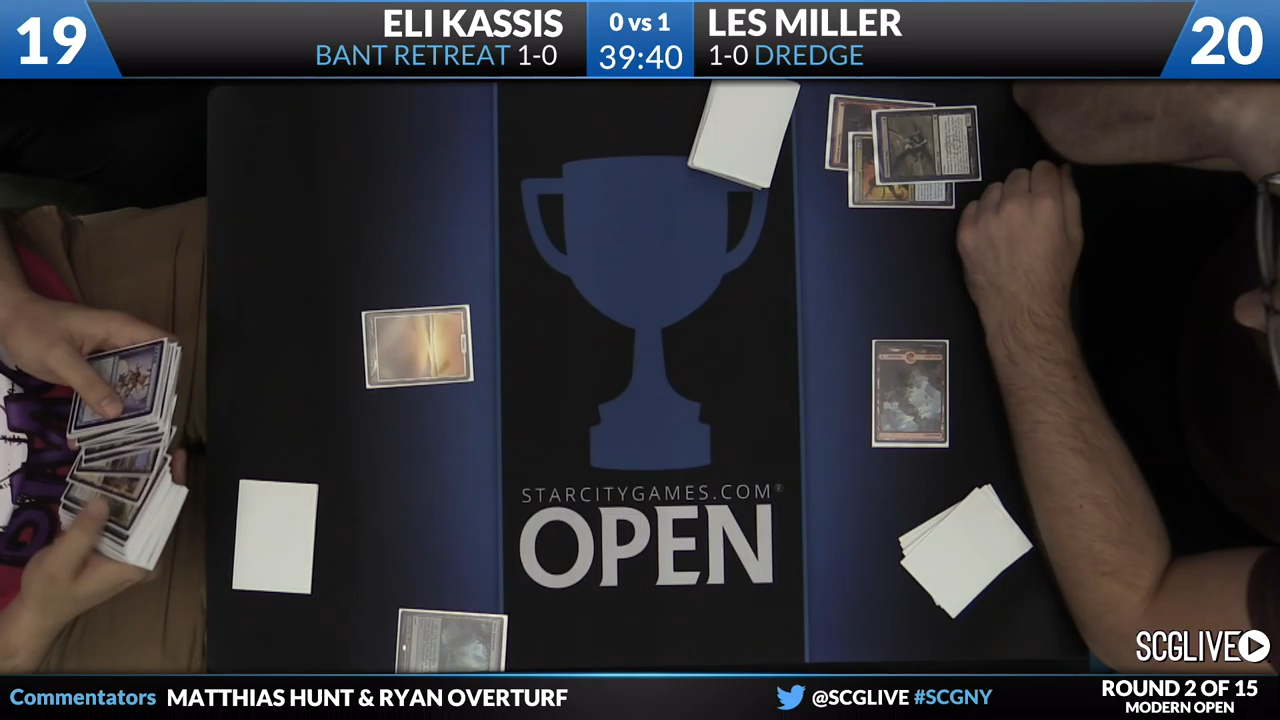 19
ELI KASSIS
BANT RETREAT 1-0
0 vs 1
39:40
LES MILLER
1-0 DREDGE
20
STARCITYGAMES.COM®
OPEN
SCGLIVE
Commentators MATTHIAS HUNT & RYAN OVERTURF
@SCGLIVE #SCGNY
ROUND 2 OF 15
MODERN OPEN